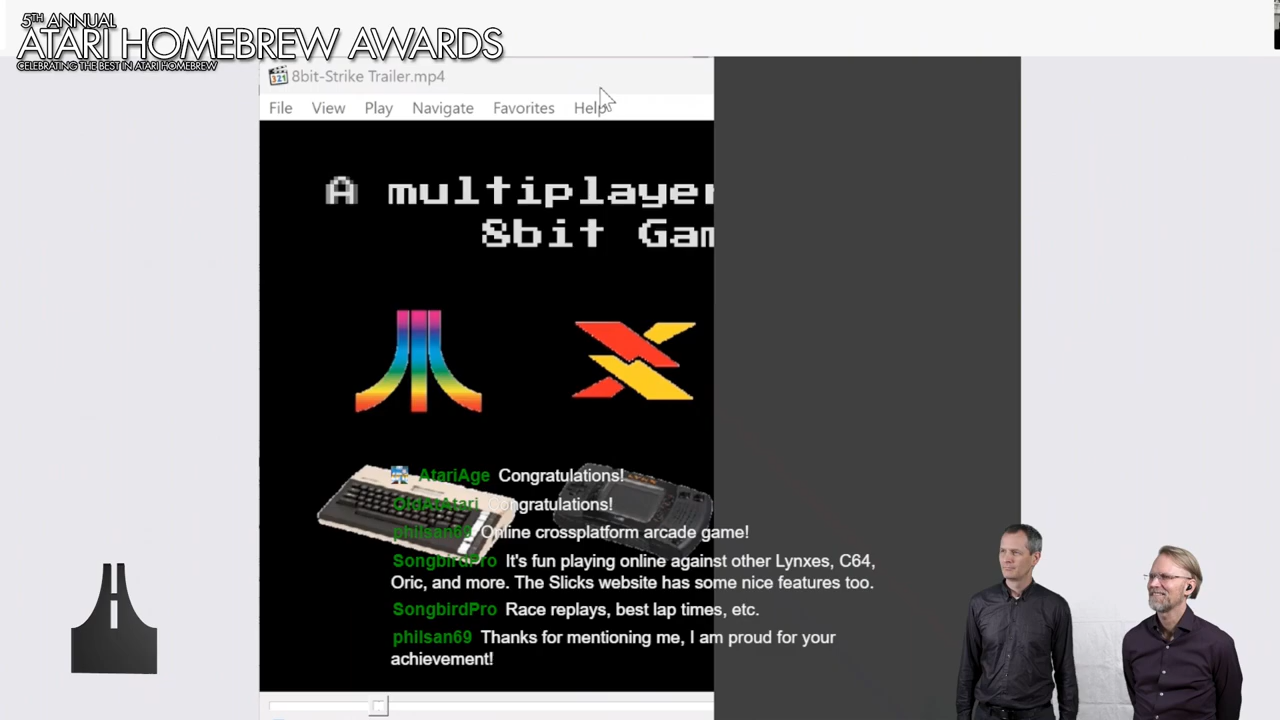 5TH ANNUAL
ATARI HOMEBREW AWARDS
CELEBRATING THE BEST IN ATARI HOMEBREW
8bit-Strike Trailer.mp4
File View Play Navigate Favorites Help
A multiplayer
8bit Gam
AtariAge Congratulations!
OldAtAtari Congratulations!
philsan69 Online crossplatform arcade game!
SongbirdPro It's fun playing online against other Lynxes, C64,
Oric, and more. The Slicks website has some nice features too.
SongbirdPro Race replays, best lap times, etc.
philsan69 Thanks for mentioning me, I am proud for your
achievement!